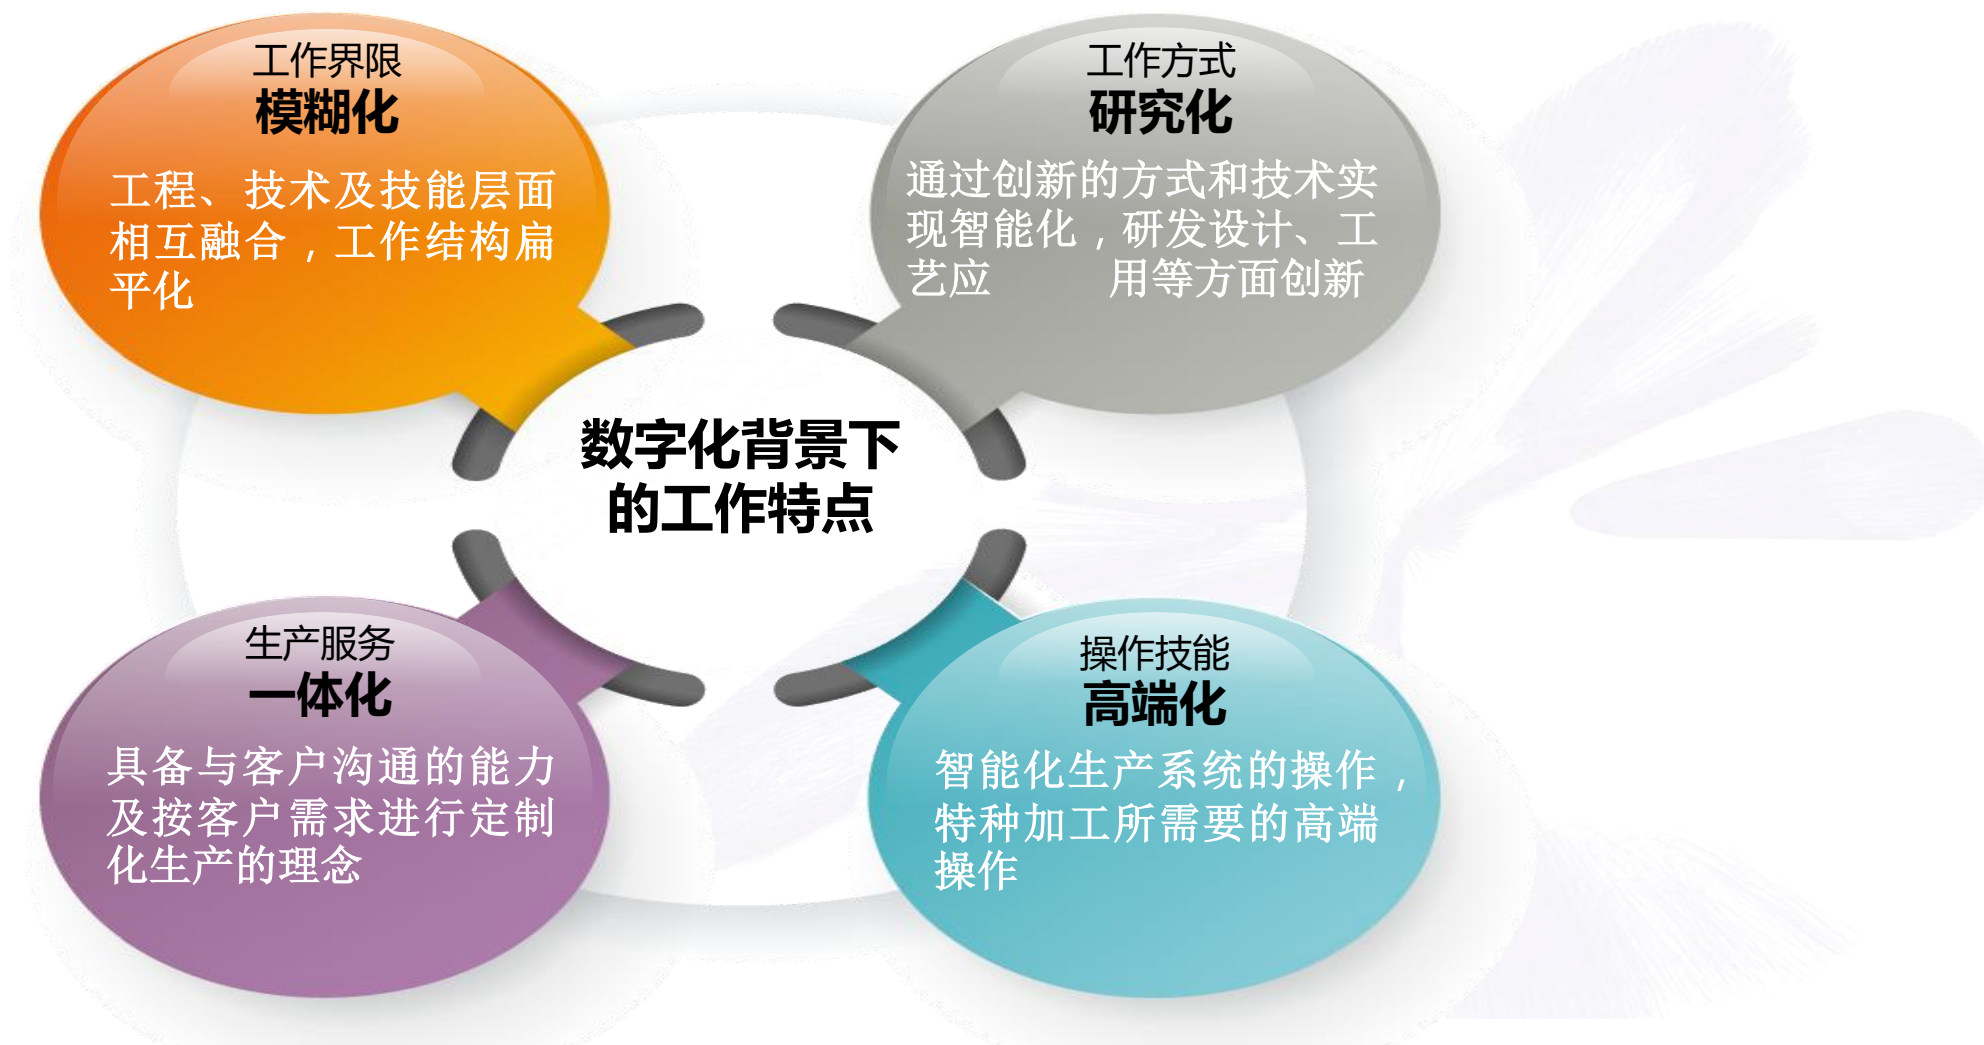 工作界限
模糊化
工程、技术及技能层面
相互融合，工作结构扁
平化
工作方式
研究化
通过创新的方式和技术实
现智能化，研发设计、工
艺应 用等方面创新
数字化背景下
的工作特点
生产服务
一体化
具备与客户沟通的能力
及按客户需求进行定制
化生产的理念
操作技能
高端化
智能化生产系统的操作，
特种加工所需要的高端
操作